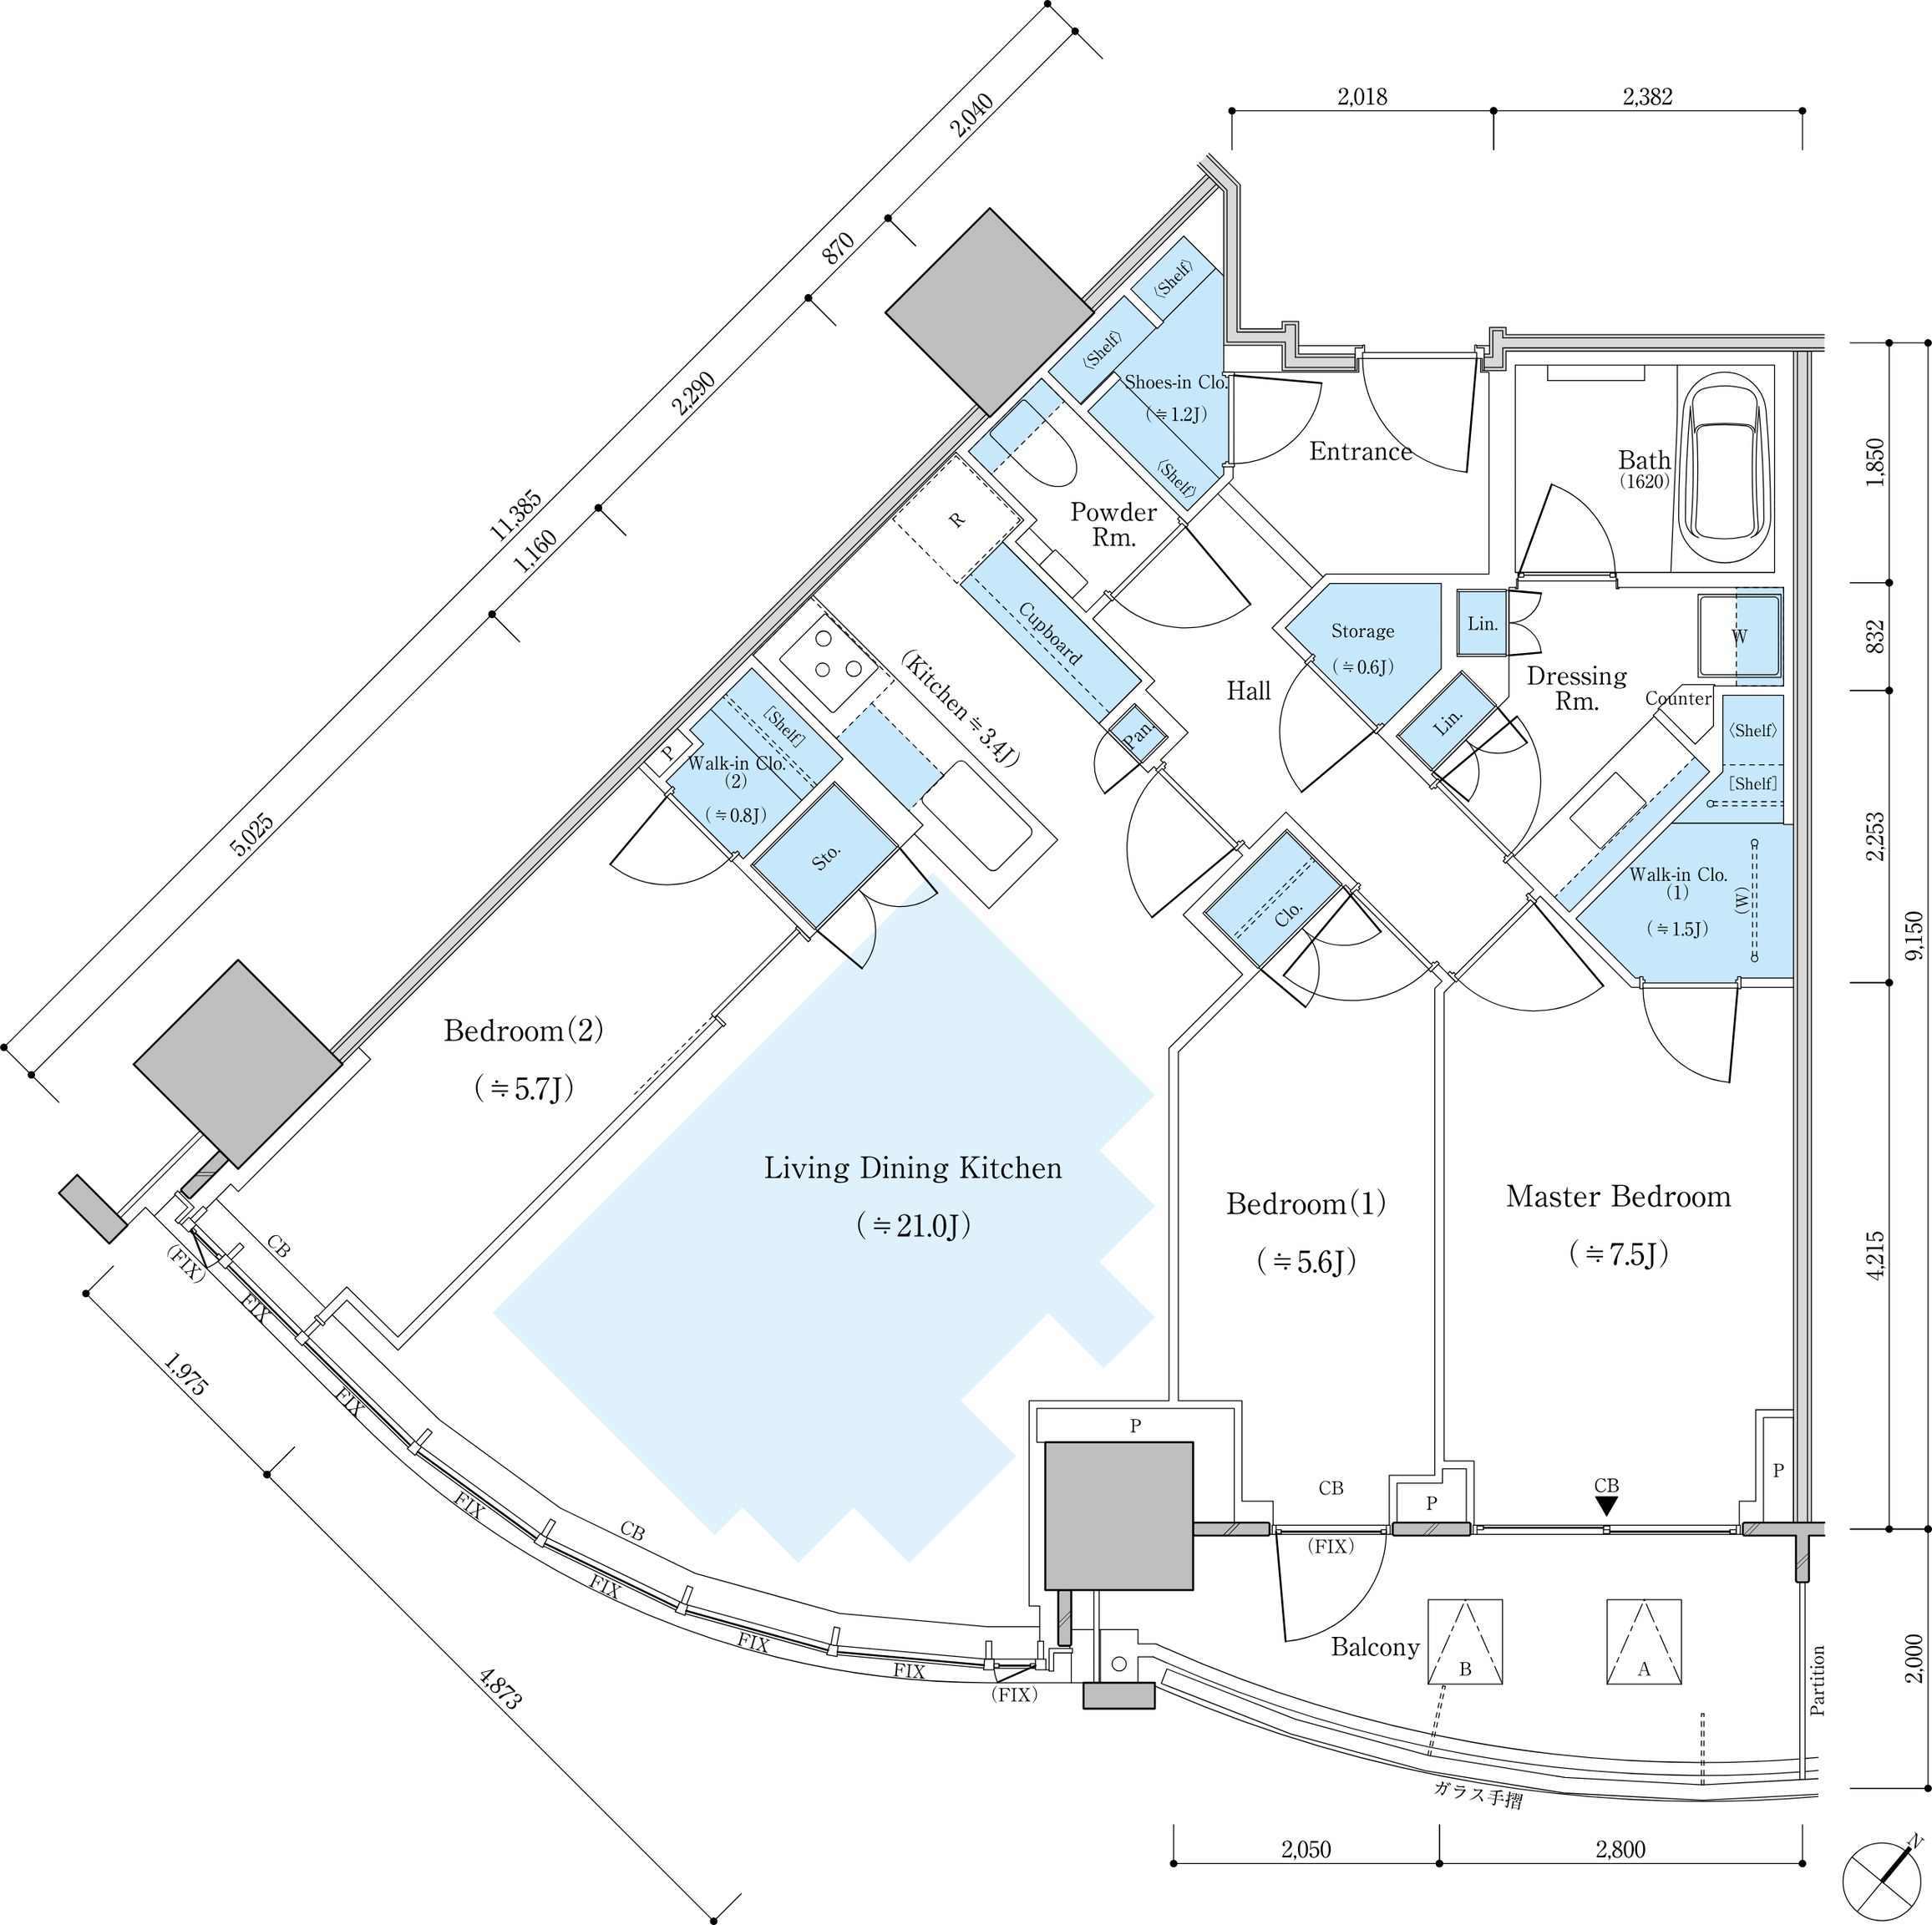 2,018
2,382
2,040
870
2,290
11,385
1,160
5,025
〈Shelf〉
〈Shelf〉
Shoes-in Clo.
(≒1.2J)
〈Shelf〉
Entrance
Bath
(1620)
1,850
Powder
Rm.
R
Cupboard
(Kitchen≒3.4J)
Storage
(≒0.6J)
Lin.
W
832
Hall
Lin.
Dressing
Rm.
Counter
Pan.
[Shelf]
P
Walk-in Clo.
(2)
(≒0.8J)
Sto.
〈Shelf〉
[Shelf]
2,253
Walk-in Clo.
(1)
(≒1.5J)
(W)
Clo.
9,150
Bedroom(2)
(≒5.7J)
Living Dining Kitchen
(≒21.0J)
Bedroom(1)
(≒5.6J)
Master Bedroom
(≒7.5J)
4,215
CB
(FIX)
FIX
FIX
FIX
CB
FIX
FIX
FIX
(FIX)
1,975
4,873
P
CB
P
CB
P
(FIX)
Balcony
B
A
Partition
2,000
ガラス手摺
2,050
2,800
N